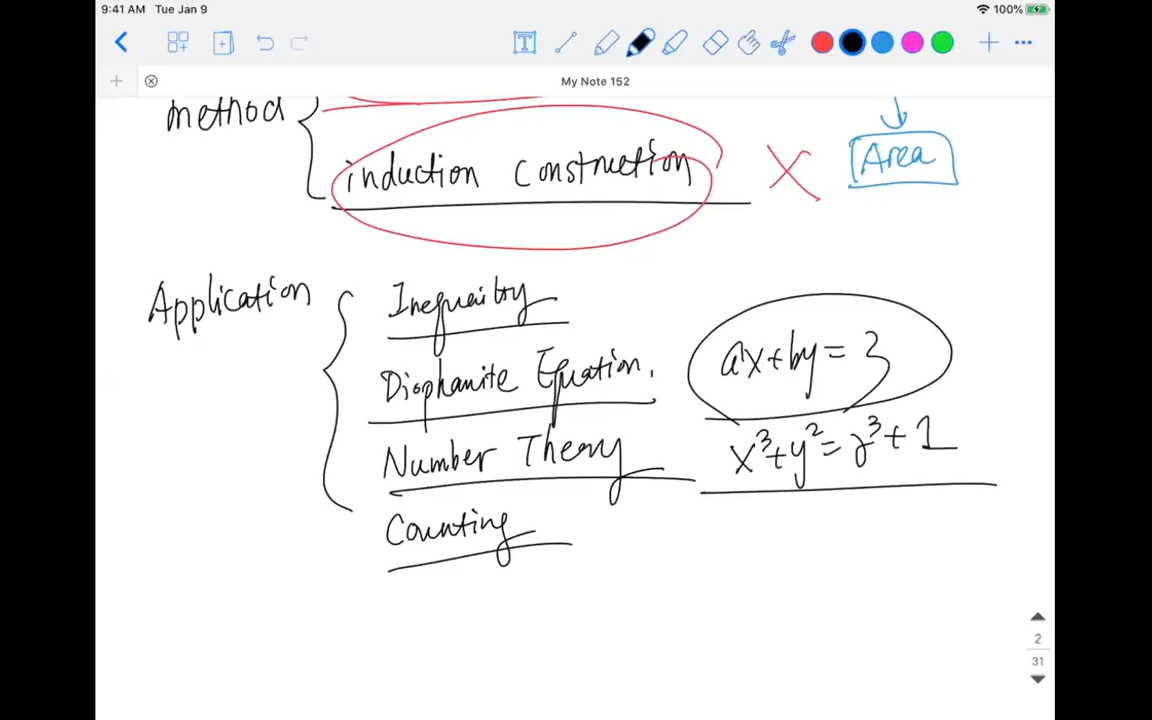 9:41 AM Tue Jan 9
100%
My Note 152
method
induction construction
X
Area
Application
Inequality
Diophanite Equation.
ax+by=3
Number Theory
x³+y²=z³+1
Counting
2
31